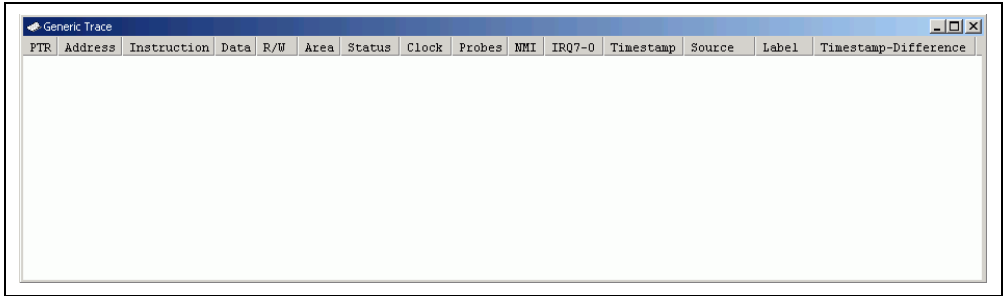 Generic Trace
PTR Address Instruction Data R/W Area Status Clock Probes NMI IRQ7-0 Timestamp Source Label Timestamp-Difference